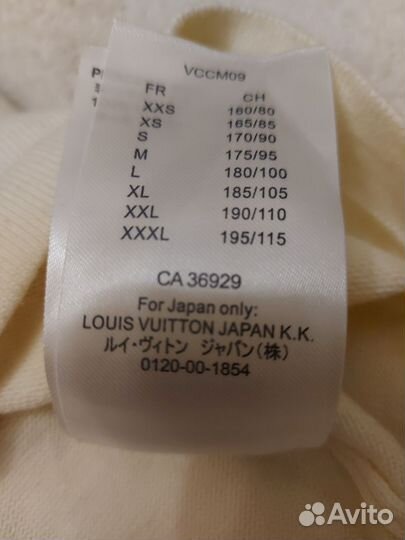 VCCM09
FR CH
XXS 160/80
XS 165/85
S 170/90
M 175/95
L 180/100
XL 185/105
XXL 190/110
XXXL 195/115
CA 36929
For Japan only:
LOUIS VUITTON JAPAN K.K.
ルイ・ヴィトン ジャパン(株)
0120-00-1854
Avito